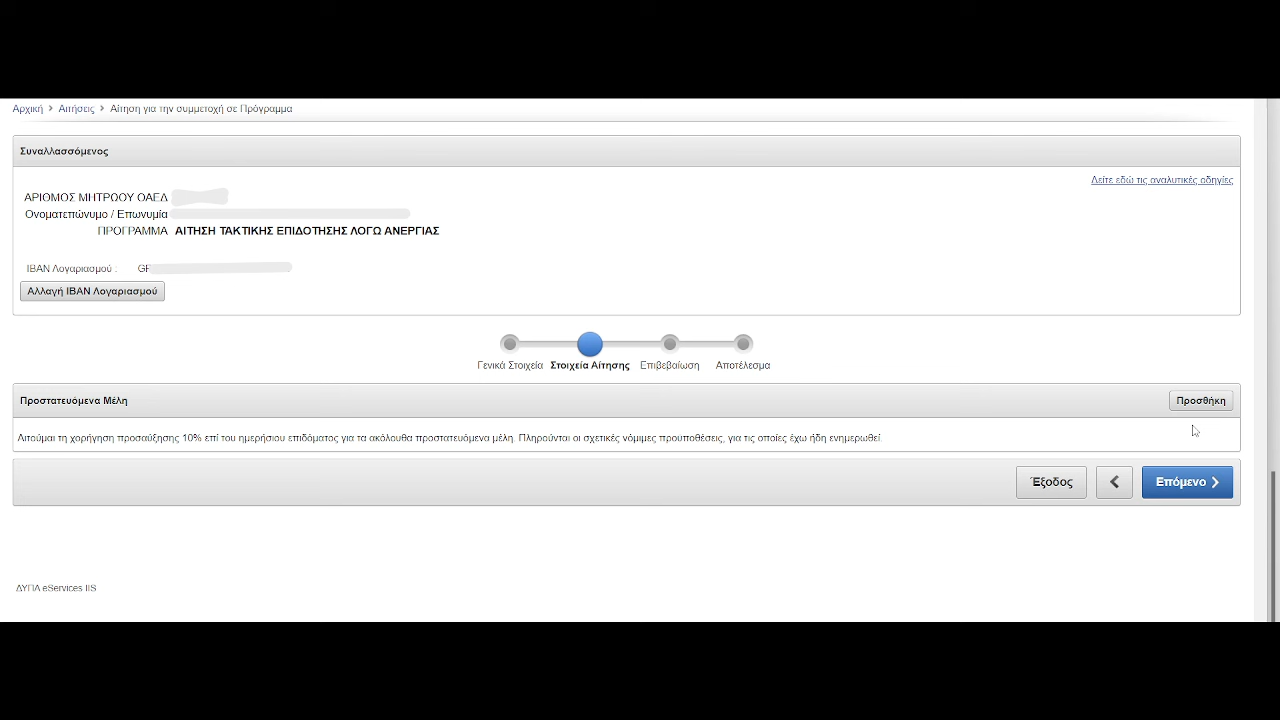 Αρχική > Αιτήσεις > Αίτηση για την συμμετοχή σε Πρόγραμμα
Συναλλασσόμενος
Δείτε εδώ τις αναλυτικές οδηγίες
ΑΡΙΘΜΟΣ ΜΗΤΡΩΟΥ ΟΑΕΔ
Ονοματεπώνυμο / Επωνυμία
ΠΡΟΓΡΑΜΜΑ ΑΙΤΗΣΗ ΤΑΚΤΙΚΗΣ ΕΠΙΔΟΤΗΣΗΣ ΛΟΓΩ ΑΝΕΡΓΙΑΣ
IBAN Λογαριασμού : GR
Αλλαγή IBAN Λογαριασμού
Γενικά Στοιχεία Στοιχεία Αίτησης Επιβεβαίωση Αποτέλεσμα
Προστατευόμενα Μέλη Προσθήκη
Αιτούμαι τη χορήγηση προσαύξησης 10% επί του ημερήσιου επιδόματος για τα ακόλουθα προστατευόμενα μέλη. Πληρούνται οι σχετικές νόμιμες προυποθέσεις, για τις οποίες έχω ήδη ενημερωθεί.
Έξοδος Επόμενο
ΔΥΠΑ eServices IIS